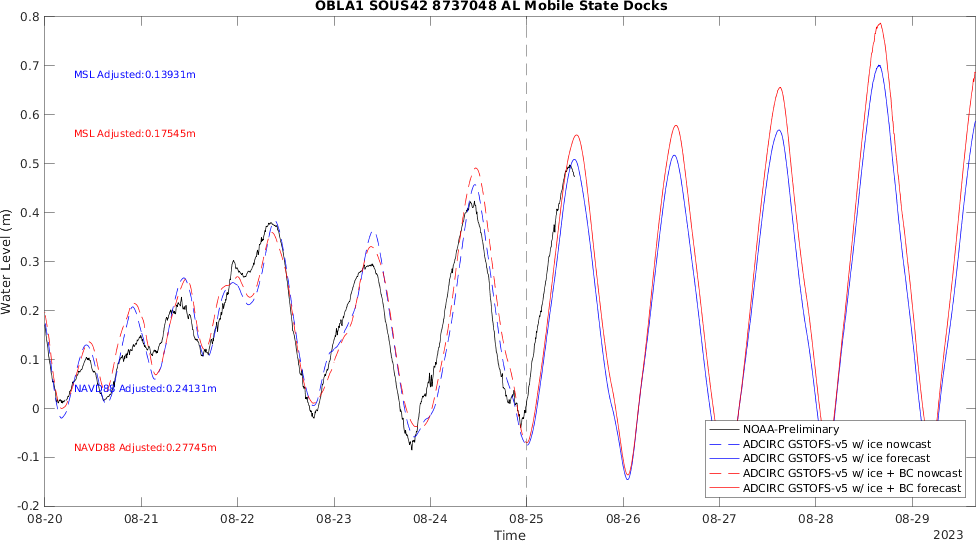 OBLA1 SOUS42 8737048 AL Mobile State Docks
0.8
0.7
0.6
0.5
0.4
0.3
0.2
0.1
0
-0.1
-0.2
Water Level (m)
MSL Adjusted:0.13931m
MSL Adjusted:0.17545m
NAVD88 Adjusted:0.24131m
NAVD88 Adjusted:0.27745m
NOAA-Preliminary
ADCIRC GSTOFS-v5 w/ ice nowcast
ADCIRC GSTOFS-v5 w/ ice forecast
ADCIRC GSTOFS-v5 w/ ice + BC nowcast
ADCIRC GSTOFS-v5 w/ ice + BC forecast
08-20 08-21 08-22 08-23 08-24 08-25 08-26 08-27 08-28 08-29
Time
2023